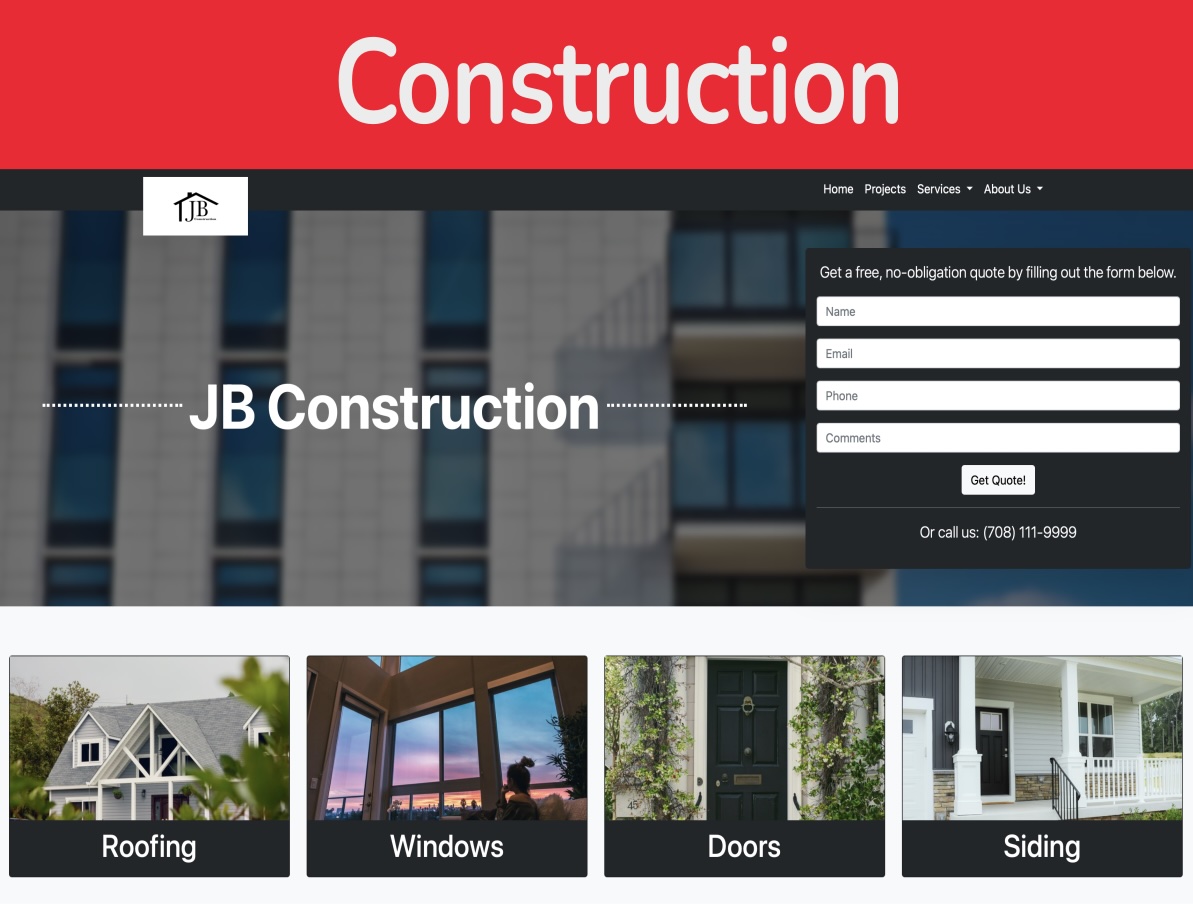 Construction
JB
Home Projects Services About Us
Get a free, no-obligation quote by filling out the form below.
Name
Email
JB Construction
Phone
Comments
Get Quote!
Or call us: (708) 111-9999
45
Roofing Windows Doors Siding